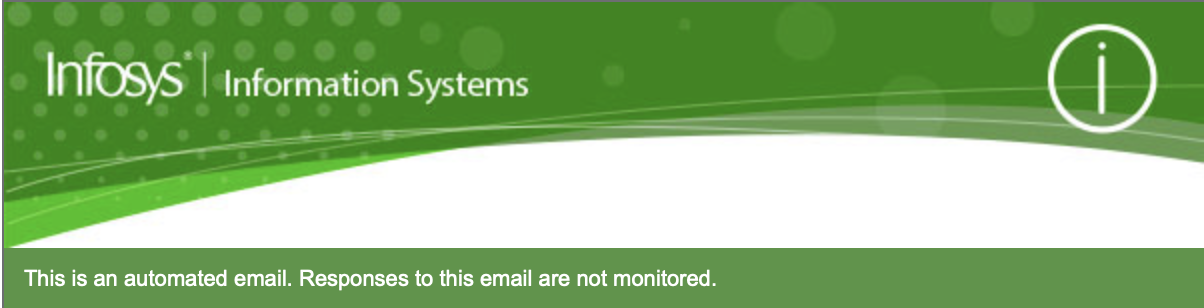 Infosys® | Information Systems
This is an automated email. Responses to this email are not monitored.